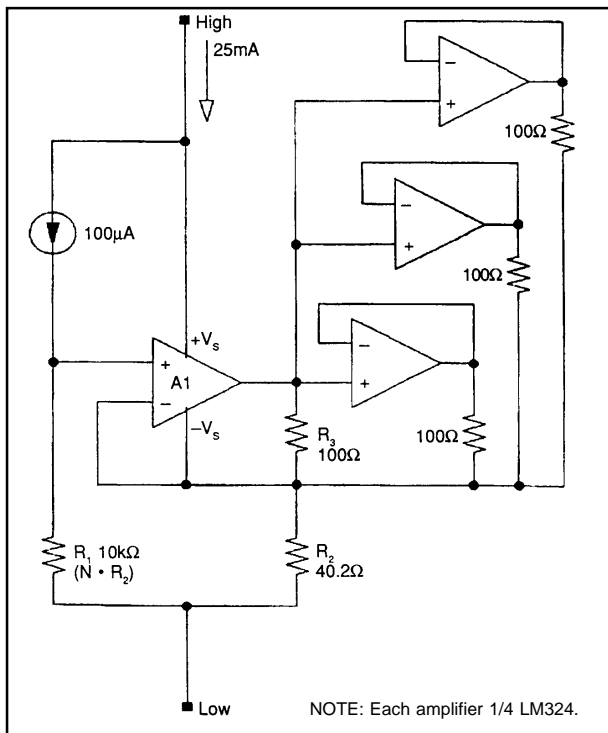 High
25mA
−
+
100Ω
−
+
100μA
100Ω
+Vs
−
+
A1
+
−
−Vs
R3
100Ω
100Ω
R1 10kΩ
(N • R2)
R2
40.2Ω
Low
NOTE: Each amplifier 1/4 LM324.